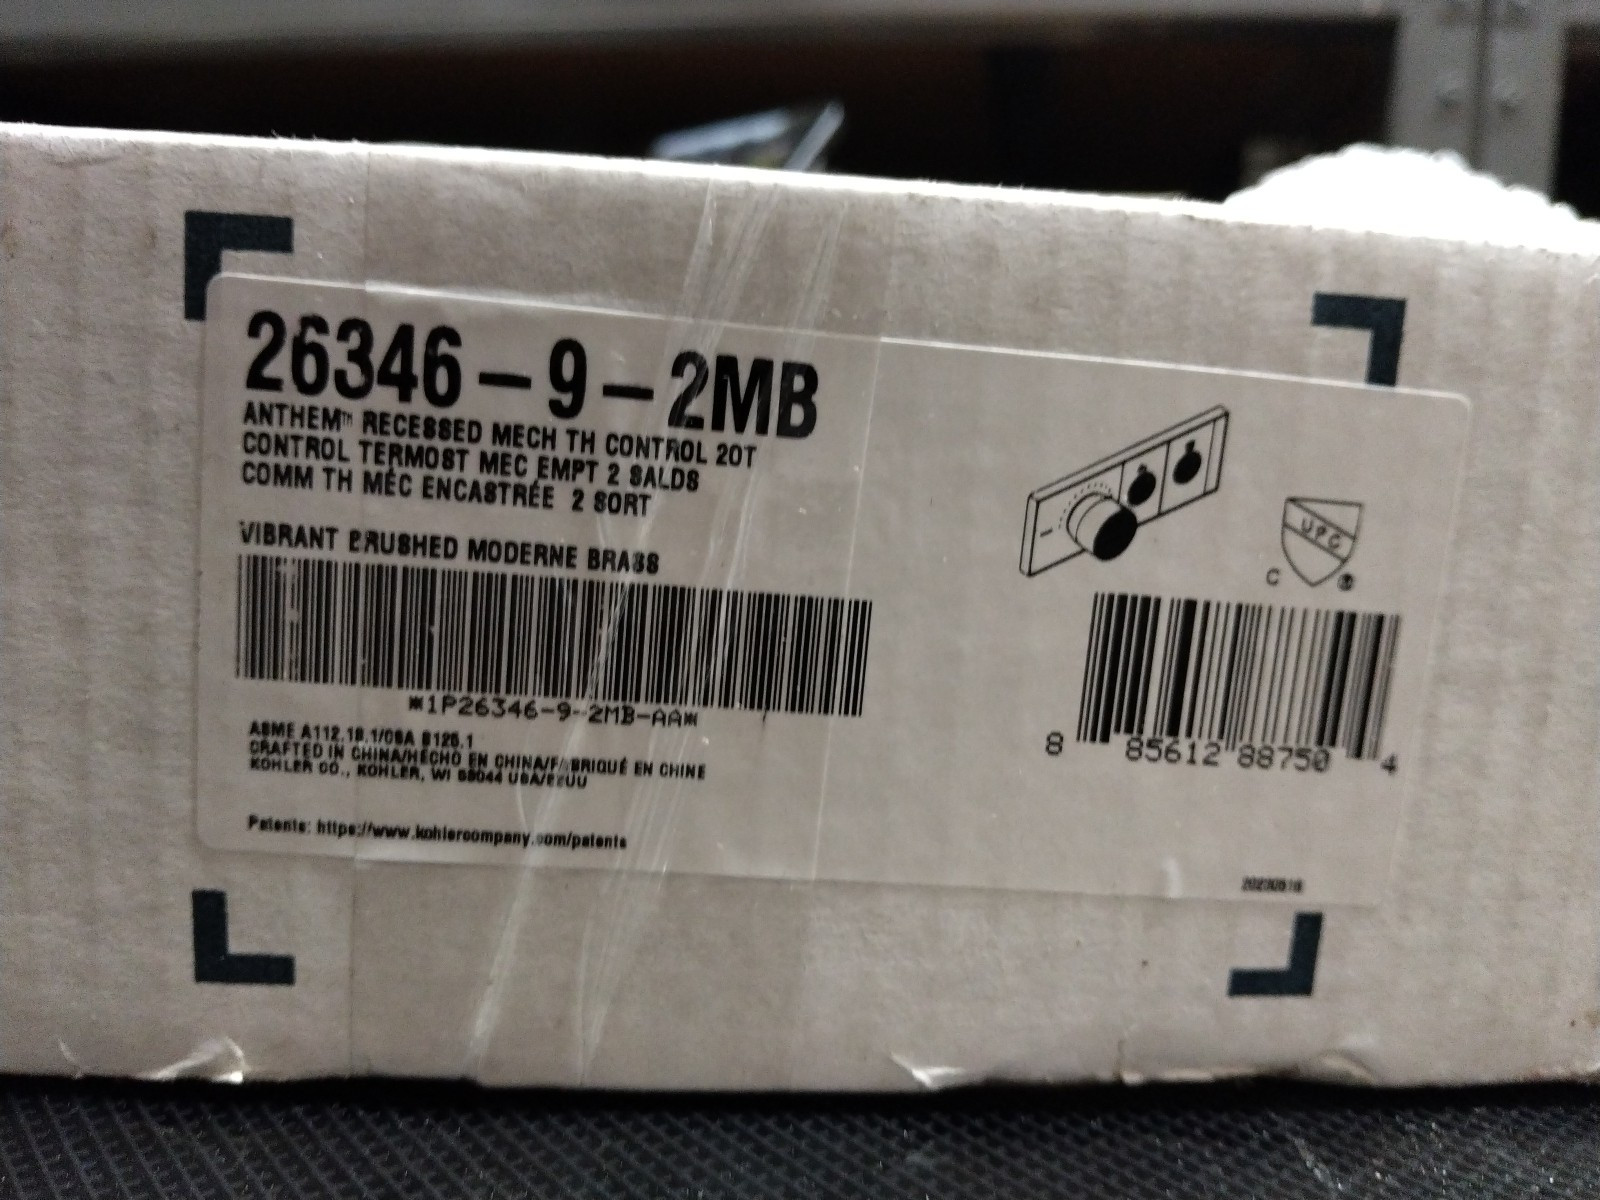 26346-9-2MB
ANTHEM™ RECESSED MECH TH CONTROL 2OT
CONTROL TERMOST MEC EMPT 2 SALDS
COMM TH MÉC ENCASTRÉE 2 SORT
VIBRANT BRUSHED MODERNE BRASS
*1P26346-9-2MB-AA*
ASME A112.18.1/CSA B125.1
CRAFTED IN CHINA/HECHO EN CHINA/FABRIQUÉ EN CHINE
KOHLER CO., KOHLER, WI 53044 USA/EEUU
Patents: https://www.kohlercompany.com/patents
UPC
C ®
8 85612 88750 4